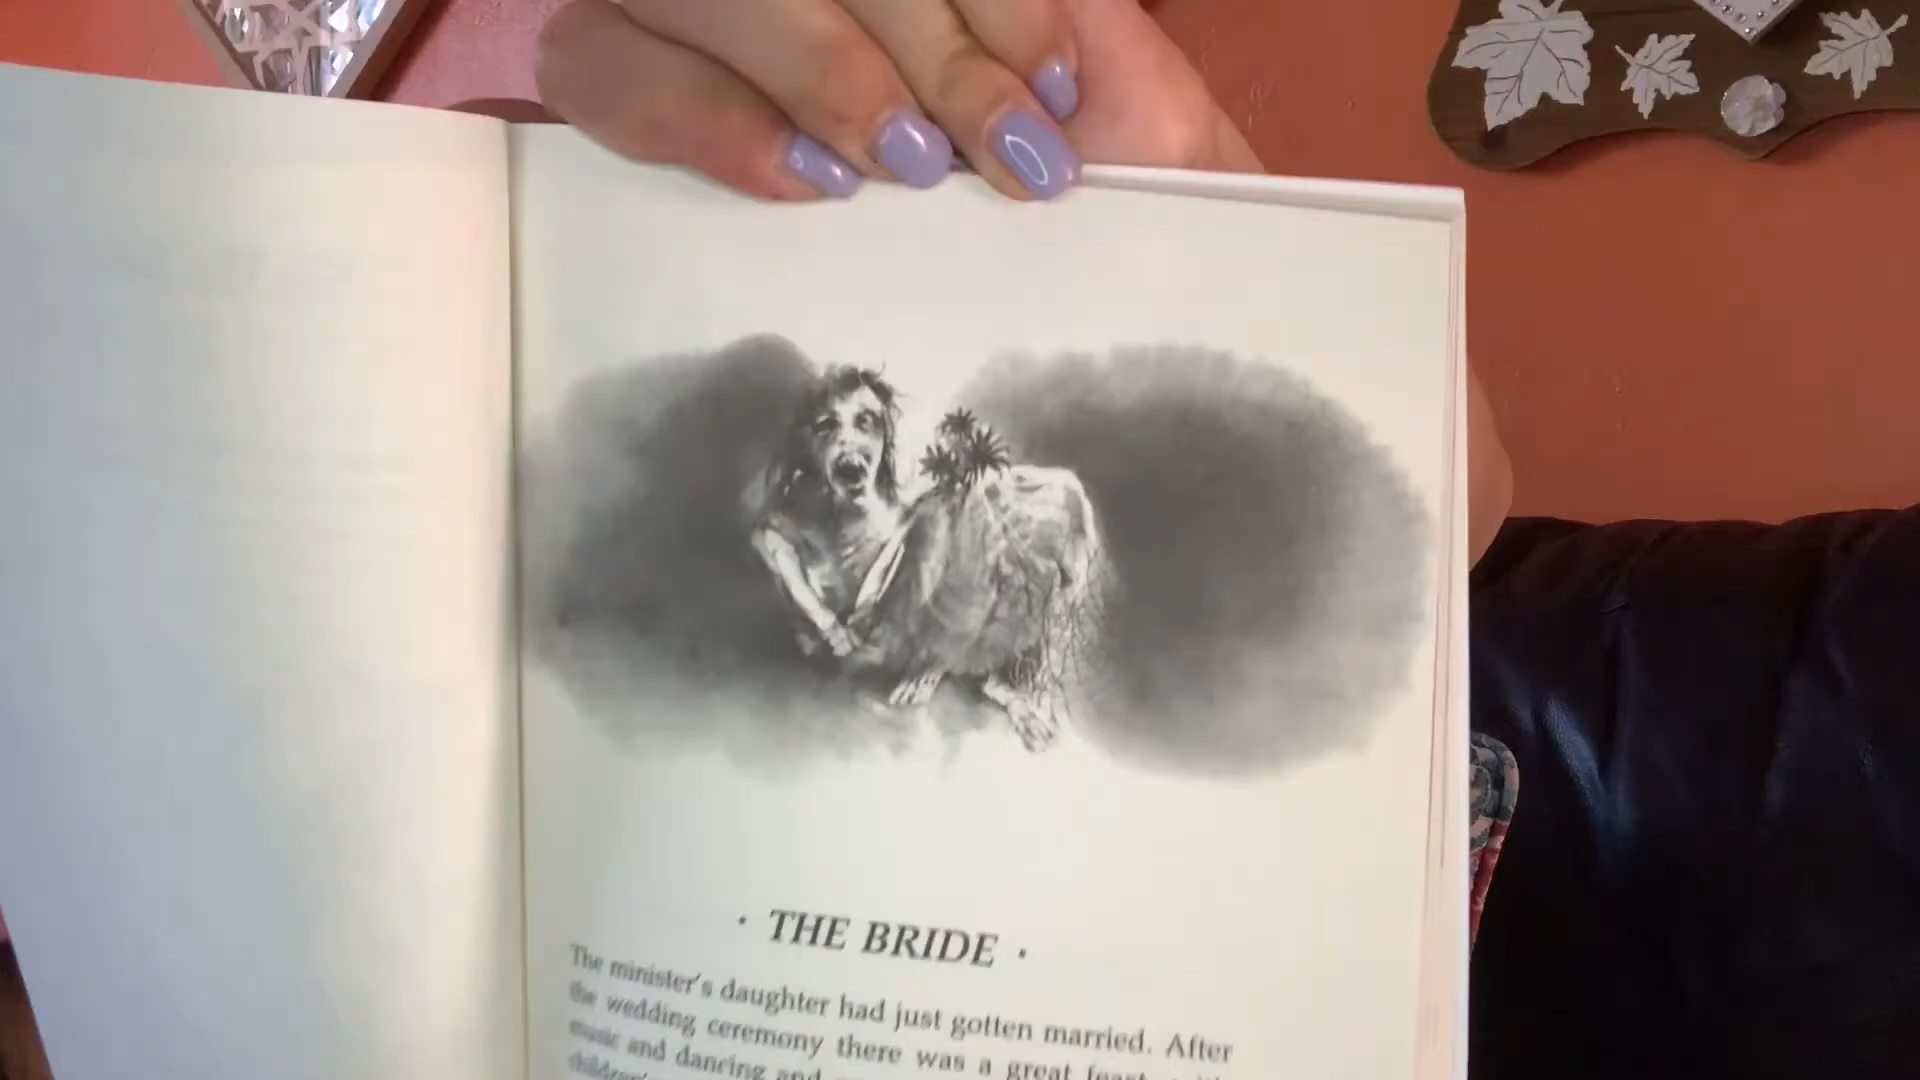 · THE BRIDE ·
The minister's daughter had just gotten married. After
the wedding ceremony there was a great feast,
music and dancing and
children's